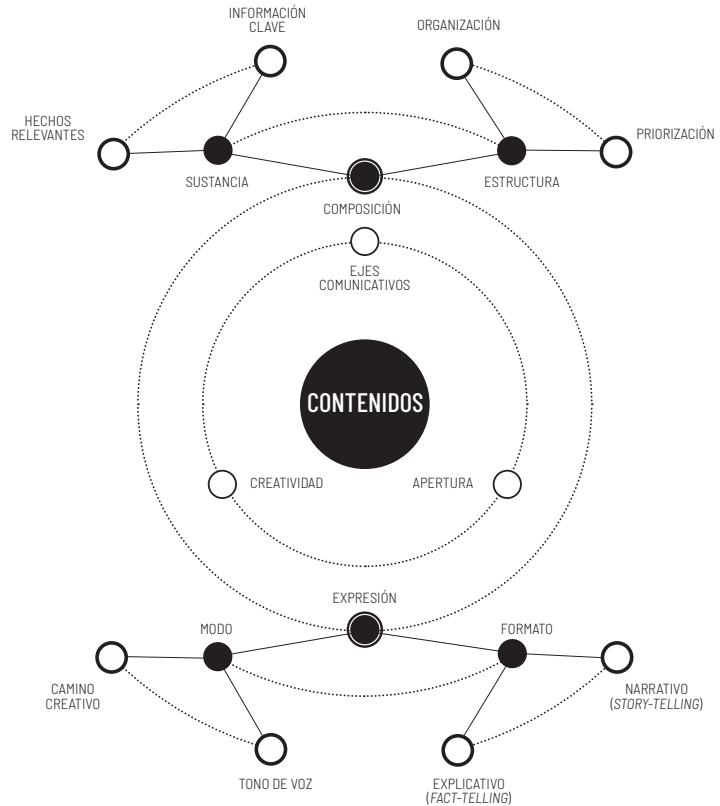 INFORMACIÓN
CLAVE
ORGANIZACIÓN
HECHOS
RELEVANTES
PRIORIZACIÓN
SUSTANCIA
ESTRUCTURA
COMPOSICIÓN
EJES
COMUNICATIVOS
CONTENIDOS
CREATIVIDAD
APERTURA
EXPRESIÓN
MODO
FORMATO
CAMINO
CREATIVO
NARRATIVO
(STORY-TELLING)
TONO DE VOZ
EXPLICATIVO
(FACT-TELLING)